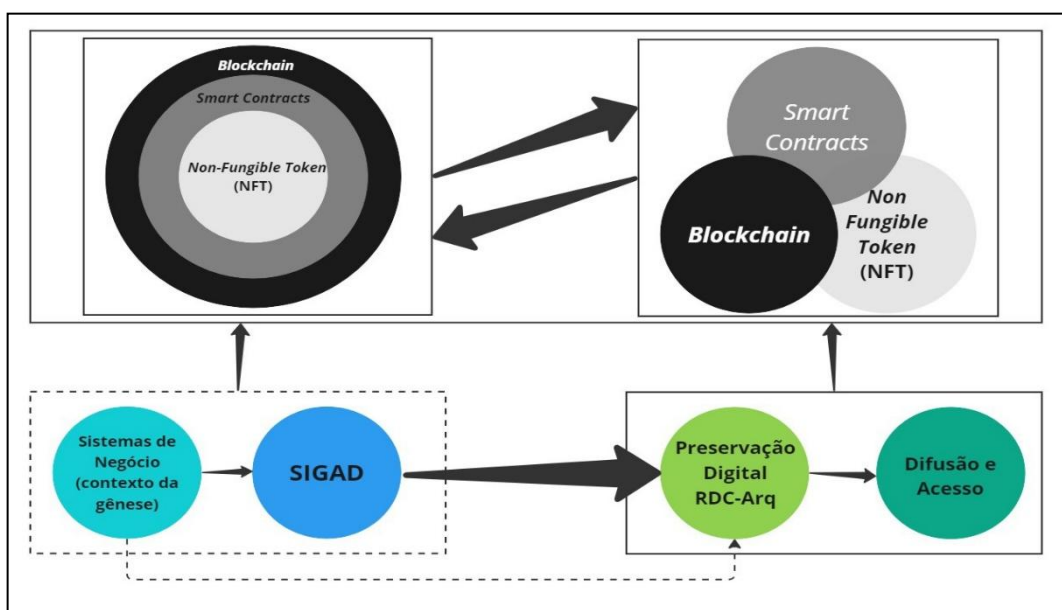 Blockchain
Smart Contracts
Non-Fungible Token
(NFT)
Smart
Contracts
Blockchain
Non
Fungible
Token
(NFT)
Sistemas de
Negócio
(contexto da
gênese)
SIGAD
Preservação
Digital
RDC-Arq
Difusão e
Acesso